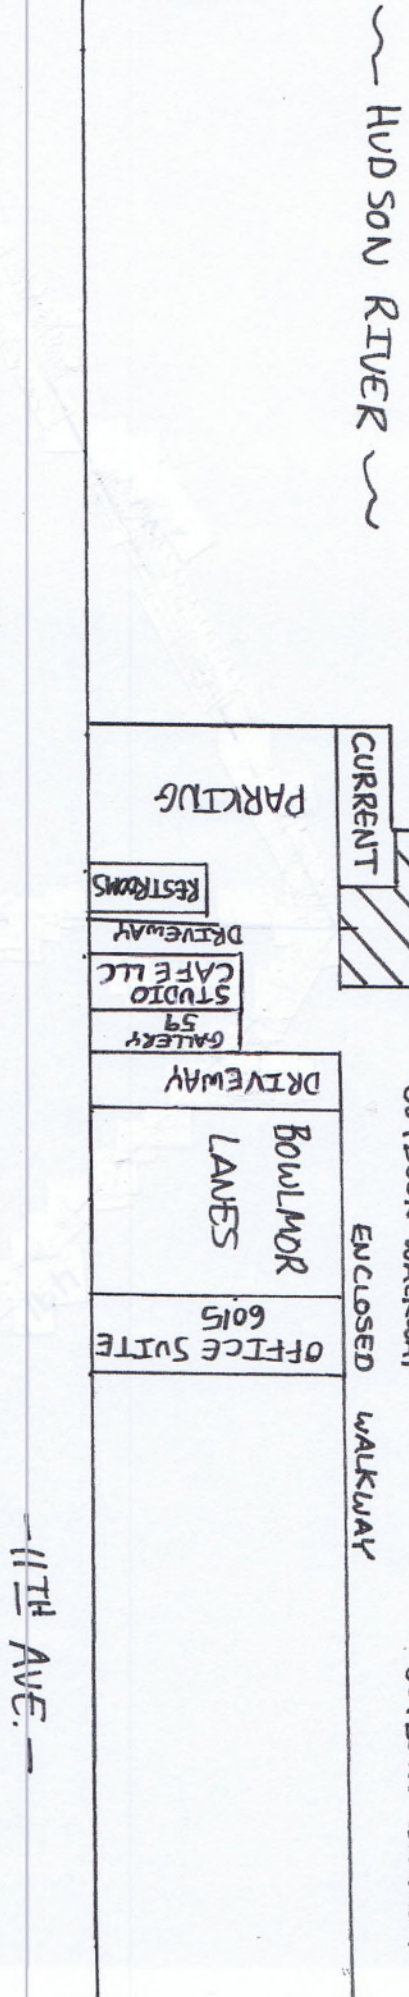 ~ HUDSON RIVER ~
CURRENT
PARKING
RESTROOMS
DRIVEWAY
STUDIO
CAFE LLC
GALLERY
59
DRIVEWAY
BOWLMOR
LANES
OFFICE SUITE
6015
ENCLOSED WALKWAY
-11TH AVE.-